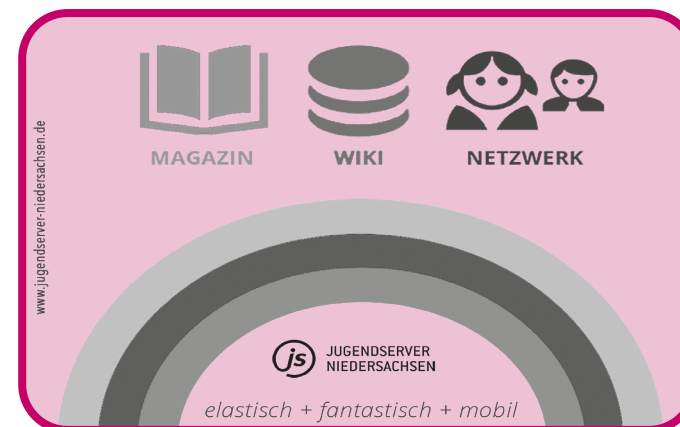 MAGAZIN
WIKI
NETZWERK
www.jugendserver-niedersachsen.de
js
JUGENDSERVER
NIEDERSACHSEN
elastisch + fantastisch + mobil